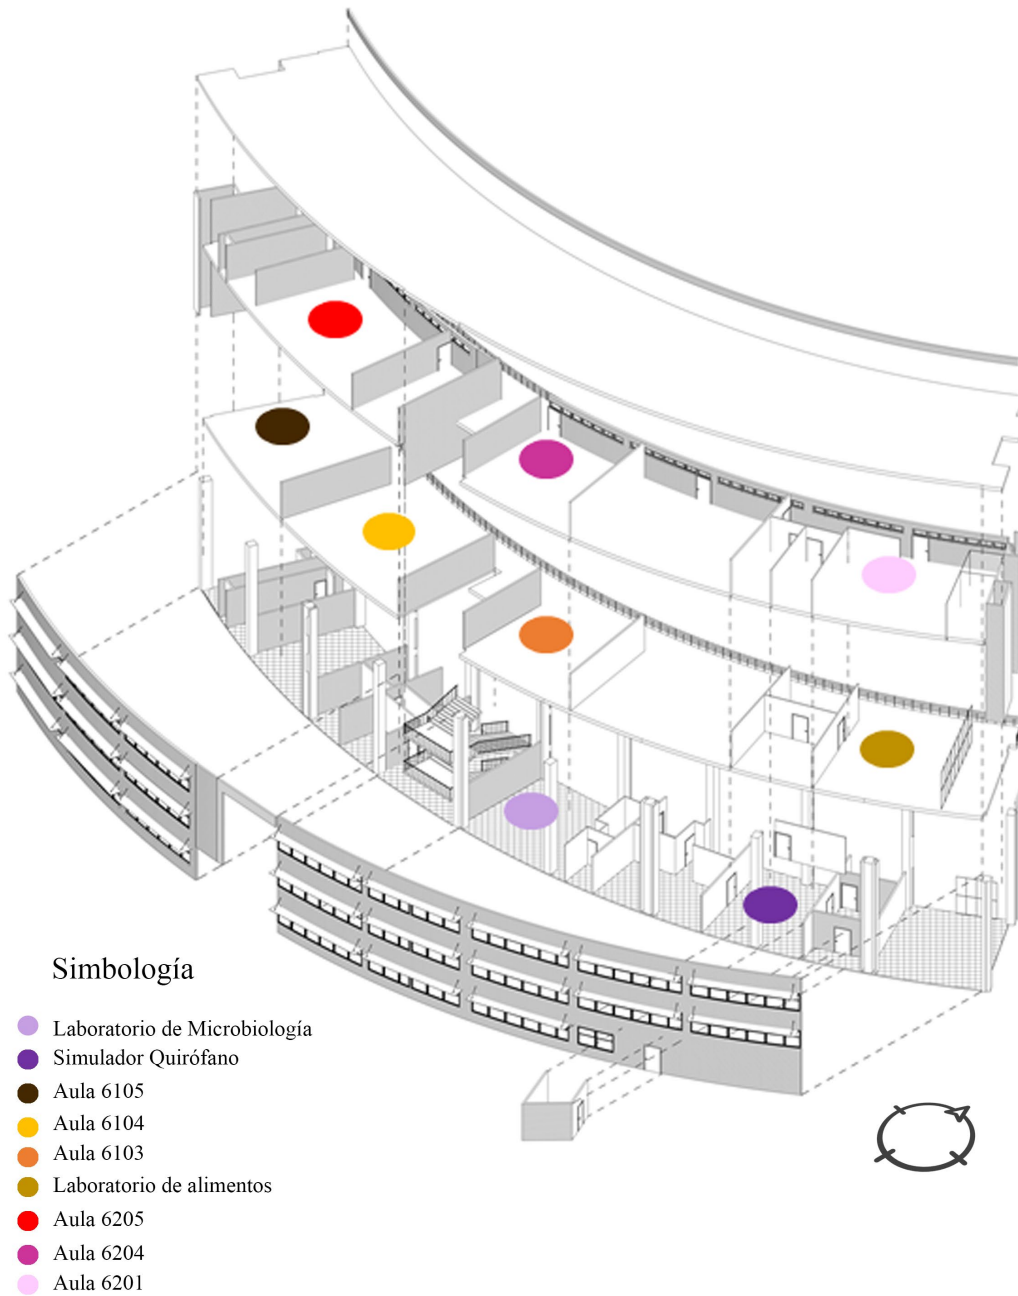 Simbología
Laboratorio de Microbiología
Simulador Quirófano
Aula 6105
Aula 6104
Aula 6103
Laboratorio de alimentos
Aula 6205
Aula 6204
Aula 6201